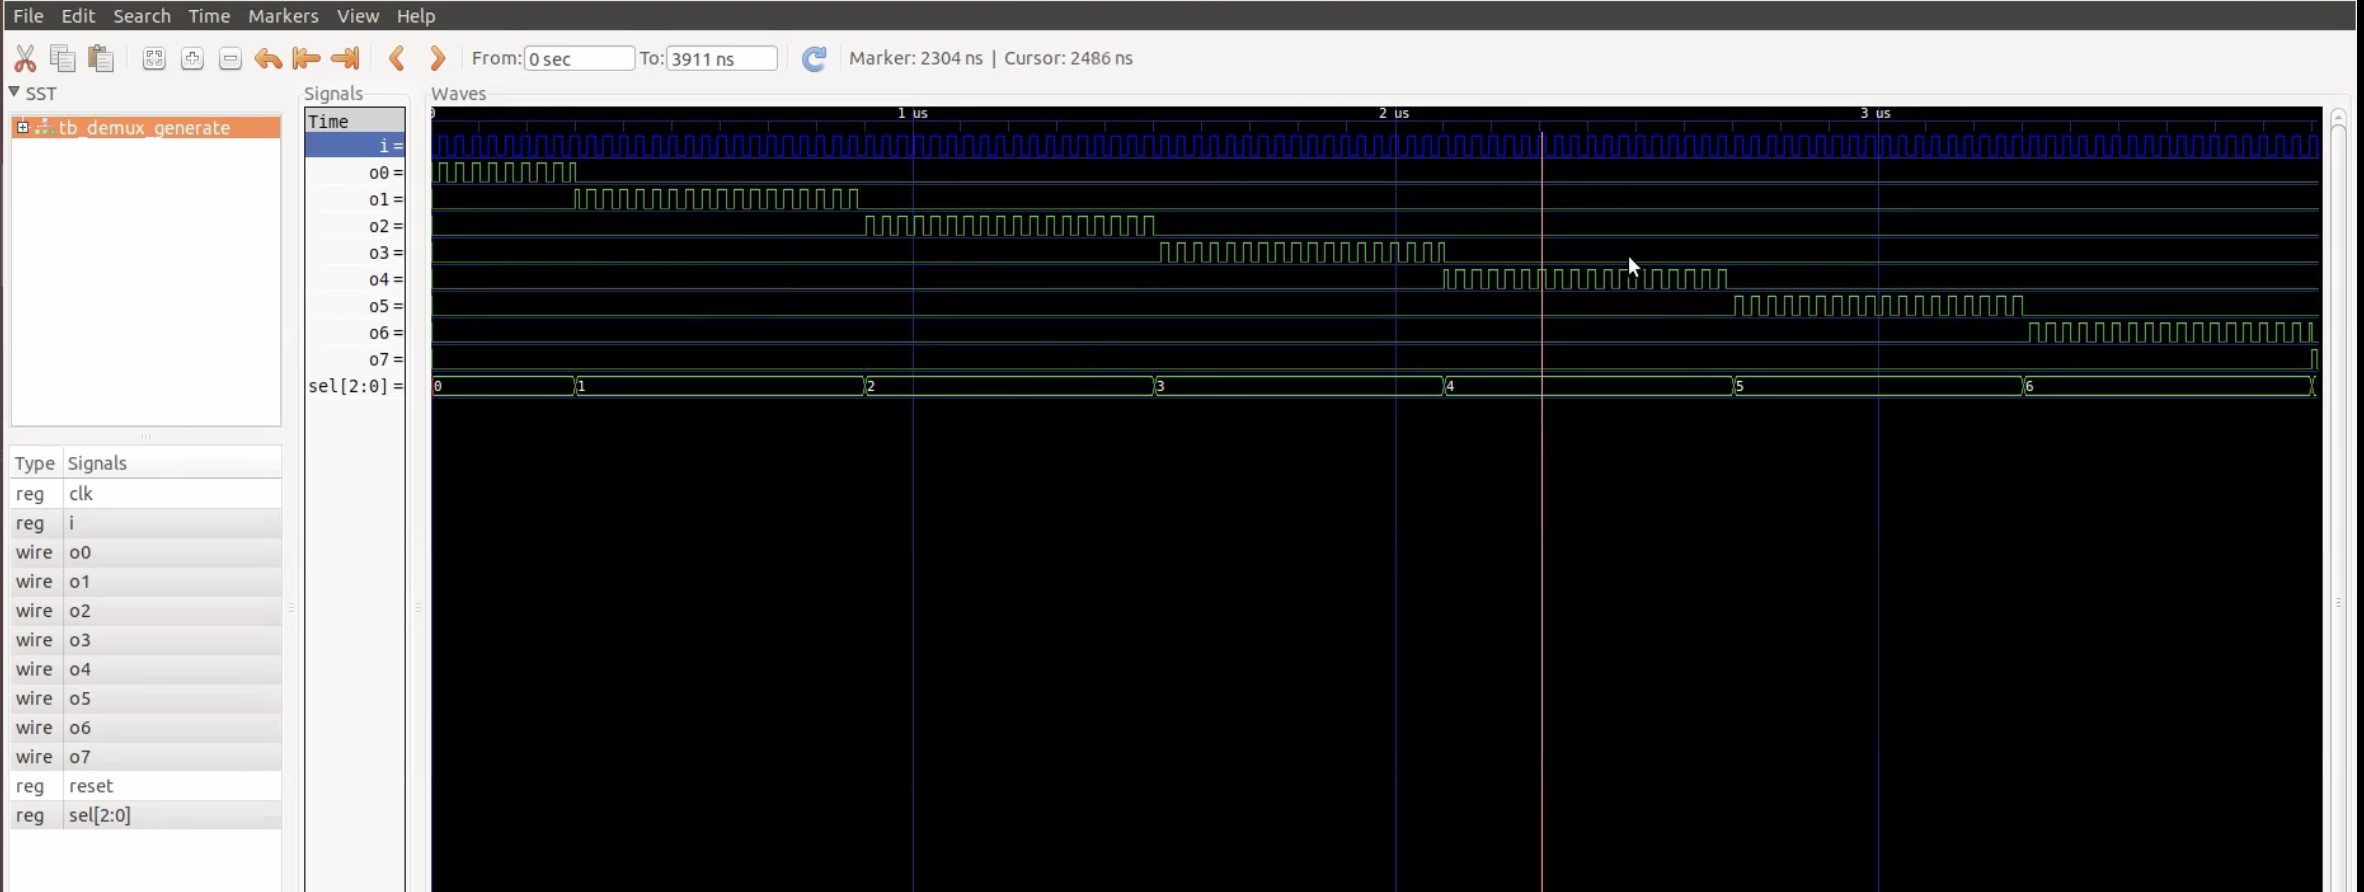 File Edit Search Time Markers View Help
From: 0 sec To: 3911 ns Marker: 2304 ns | Cursor: 2486 ns
SST
tb_demux_generate
Type Signals
reg clk
reg i
wire o0
wire o1
wire o2
wire o3
wire o4
wire o5
wire o6
wire o7
reg reset
reg sel[2:0]
Signals
Time
i =
o0 =
o1 =
o2 =
o3 =
o4 =
o5 =
o6 =
o7 =
sel[2:0] =
Waves
0 1 us 2 us 3 us
0 1 2 3 4 5 6